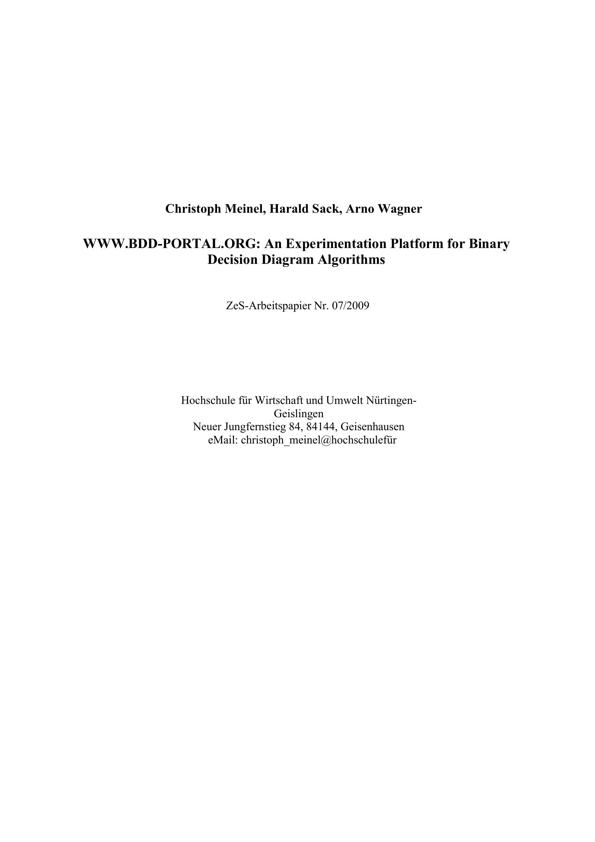 Christoph Meinel, Harald Sack, Arno Wagner
WWW.BDD-PORTAL.ORG: An Experimentation Platform for Binary
Decision Diagram Algorithms
ZeS-Arbeitspapier Nr. 07/2009
Hochschule für Wirtschaft und Umwelt Nürtingen-
Geislingen
Neuer Jungfernstieg 84, 84144, Geisenhausen
eMail: christoph_meinel@hochschulefür